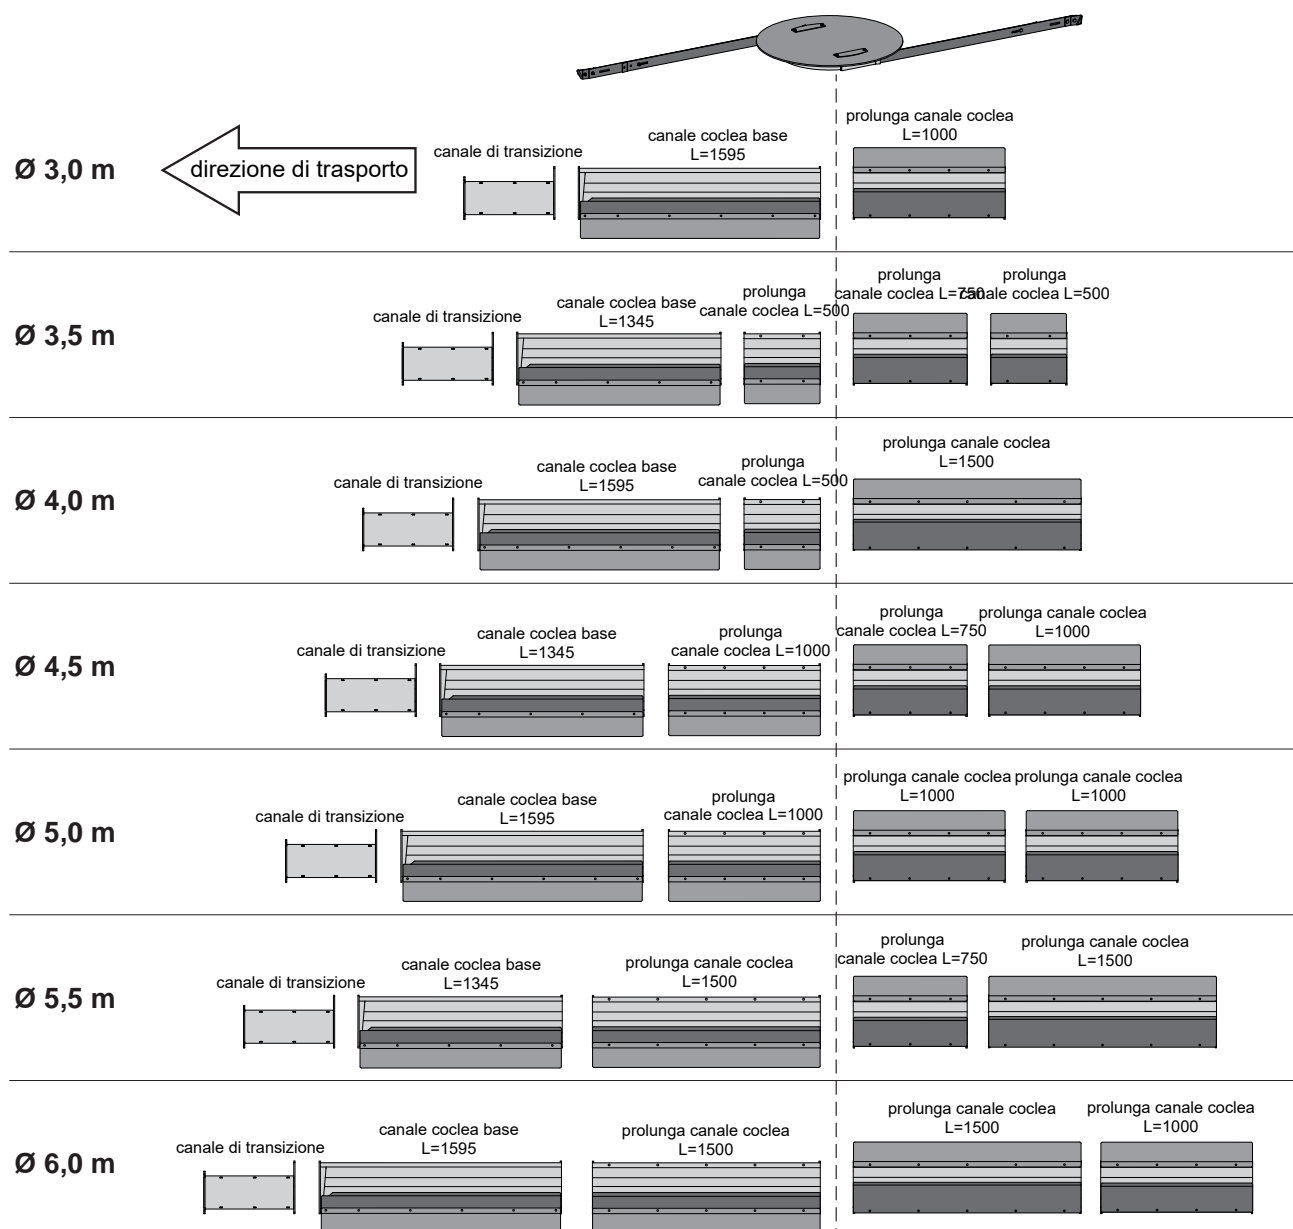 prolunga canale coclea
L=1000
canale coclea base
L=1595
canale di transizione
Ø 3,0 m
direzione di trasporto
prolunga
canale coclea L=750
prolunga
canale coclea L=500
prolunga
canale coclea L=500
canale coclea base
L=1345
canale di transizione
Ø 3,5 m
prolunga canale coclea
L=1500
prolunga
canale coclea L=500
canale coclea base
L=1595
canale di transizione
Ø 4,0 m
prolunga
canale coclea L=750
prolunga canale coclea
L=1000
prolunga
canale coclea L=1000
canale coclea base
L=1345
canale di transizione
Ø 4,5 m
prolunga canale coclea
L=1000
prolunga canale coclea
L=1000
prolunga
canale coclea L=1000
canale coclea base
L=1595
canale di transizione
Ø 5,0 m
prolunga
canale coclea L=750
prolunga canale coclea
L=1500
prolunga canale coclea
L=1500
canale coclea base
L=1345
canale di transizione
Ø 5,5 m
prolunga canale coclea
L=1500
prolunga canale coclea
L=1000
prolunga canale coclea
L=1500
canale coclea base
L=1595
canale di transizione
Ø 6,0 m